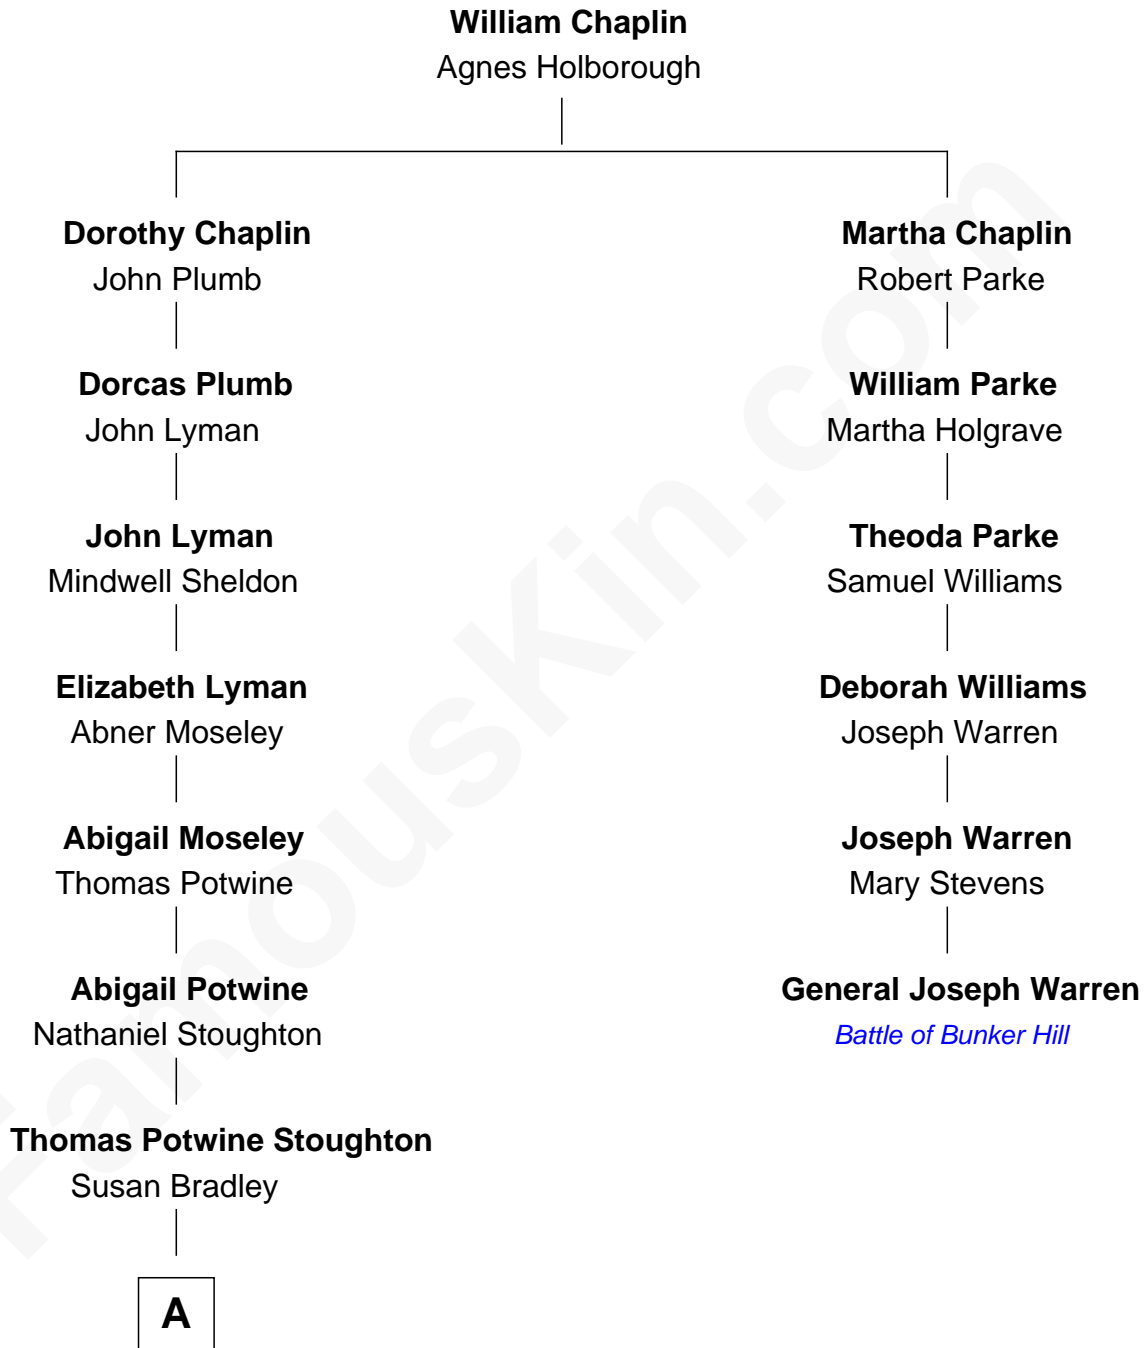 William Chaplin
Agnes Holborough
Dorothy Chaplin
John Plumb
Dorcas Plumb
John Lyman
John Lyman
Mindwell Sheldon
Elizabeth Lyman
Abner Moseley
Abigail Moseley
Thomas Potwine
Abigail Potwine
Nathaniel Stoughton
Thomas Potwine Stoughton
Susan Bradley
A
Martha Chaplin
Robert Parke
William Parke
Martha Holgrave
Theoda Parke
Samuel Williams
Deborah Williams
Joseph Warren
Joseph Warren
Mary Stevens
General Joseph Warren
Battle of Bunker Hill
FamousKin.com